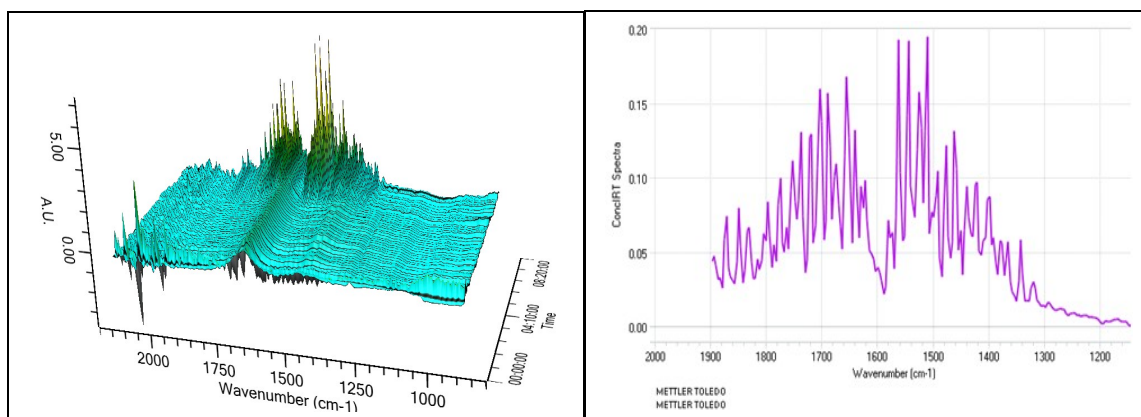 5.00
A.U.
0.00
2000 1750 1500 1250 1000
Wavenumber (cm-1)
00:00:00 04:10:00 08:20:00
Time
0.20
0.15
ConcIRT Spectra
0.10
0.05
0.00
2000 1900 1800 1700 1600 1500 1400 1300 1200
Wavenumber (cm-1)
METTLER TOLEDO
METTLER TOLEDO